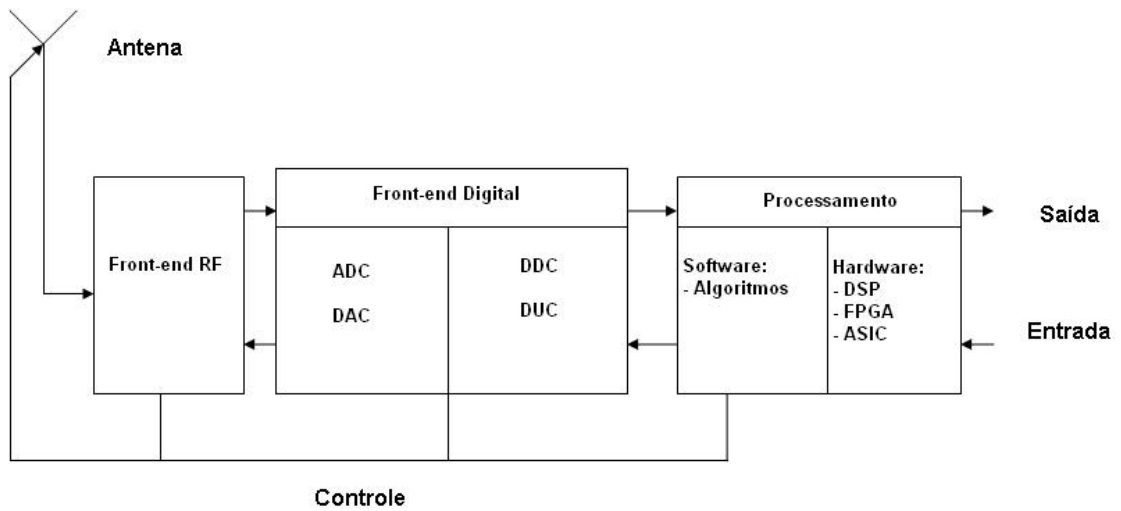 Antena
Front-end RF
Front-end Digital
ADC
DAC
DDC
DUC
Processamento
Software:
- Algoritmos
Hardware:
- DSP
- FPGA
- ASIC
Saída
Entrada
Controle